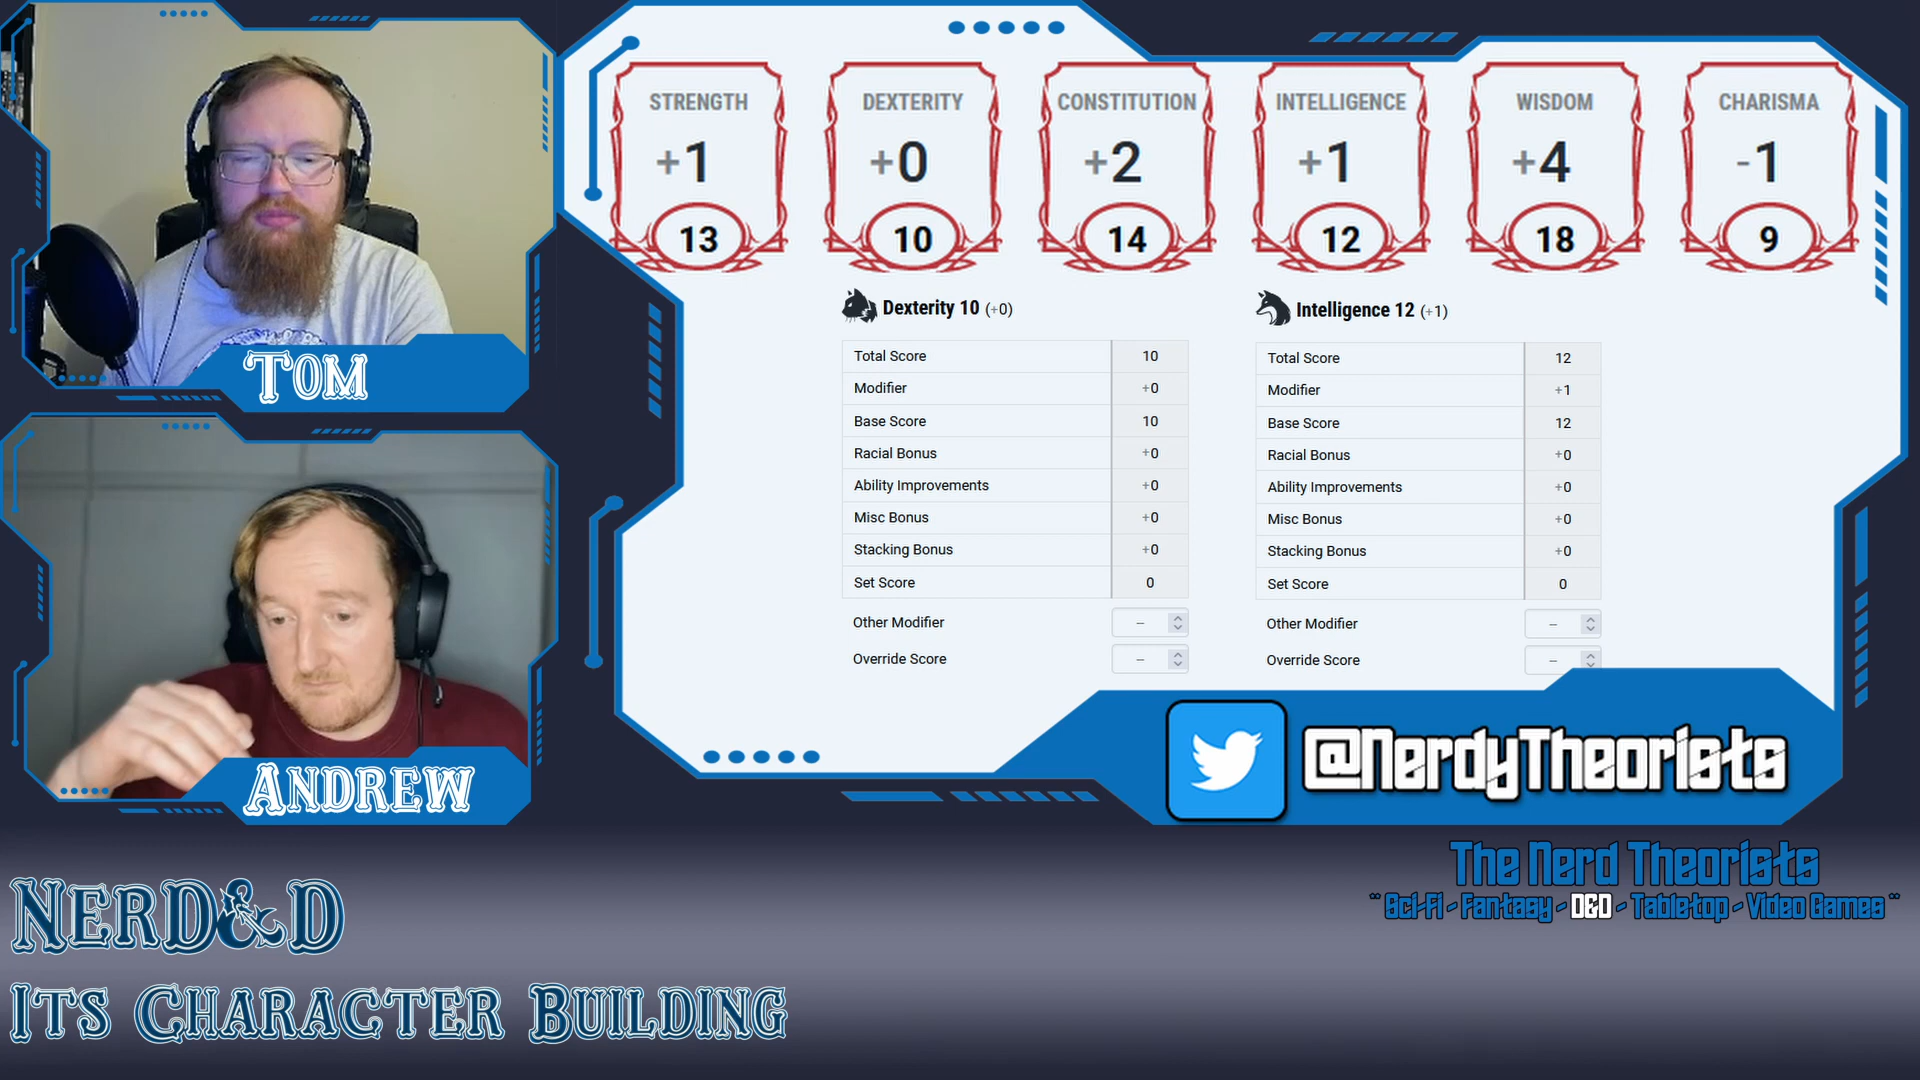 STRENGTH
+1
13
DEXTERITY
+0
10
CONSTITUTION
+2
14
INTELLIGENCE
+1
12
WISDOM
+4
18
CHARISMA
-1
9
Dexterity 10 (+0)
Total Score 10
Modifier +0
Base Score 10
Racial Bonus +0
Ability Improvements +0
Misc Bonus +0
Stacking Bonus +0
Set Score 0
Other Modifier --
Override Score --
Intelligence 12 (+1)
Total Score 12
Modifier +1
Base Score 12
Racial Bonus +0
Ability Improvements +0
Misc Bonus +0
Stacking Bonus +0
Set Score 0
Other Modifier --
Override Score --
Tom
Andrew
@NerdyTheorists
The Nerd Theorists
¨ Sci-Fi - Fantasy - D&D - Tabletop - Video Games ¨
NerD&D
Its Character Building